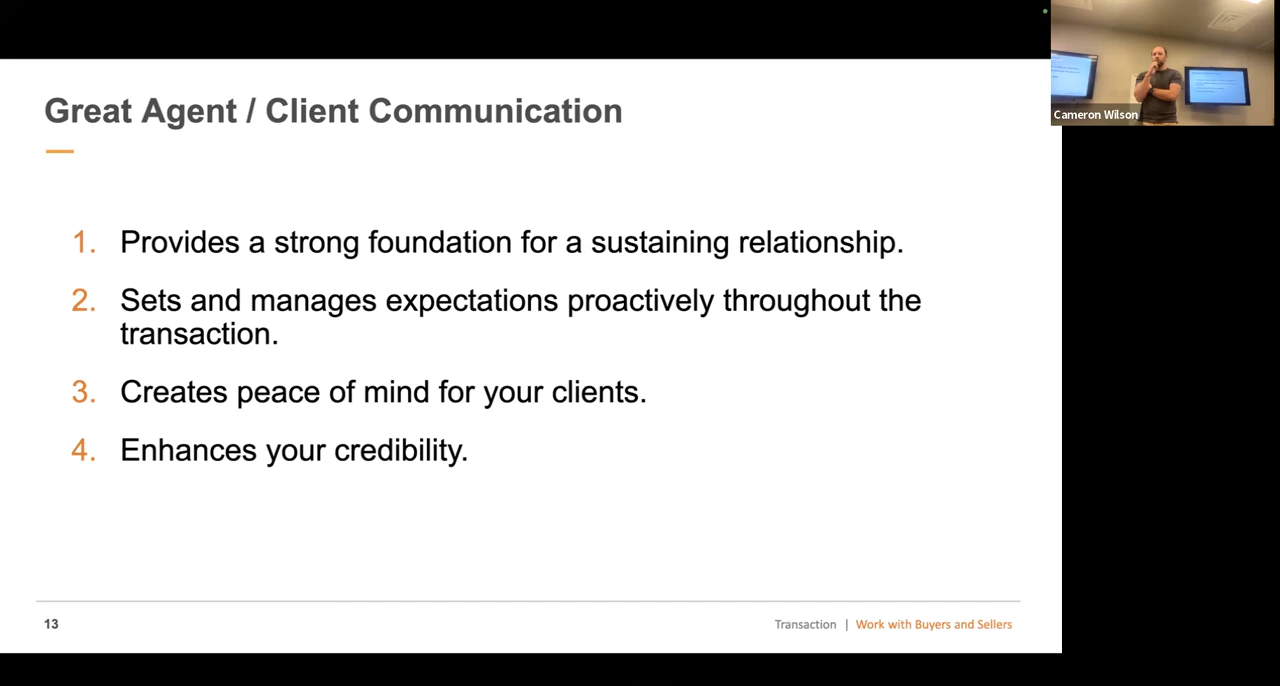 Cameron Wilson
Great Agent / Client Communication
1. Provides a strong foundation for a sustaining relationship.
2. Sets and manages expectations proactively throughout the
transaction.
3. Creates peace of mind for your clients.
4. Enhances your credibility.
13
Transaction | Work with Buyers and Sellers